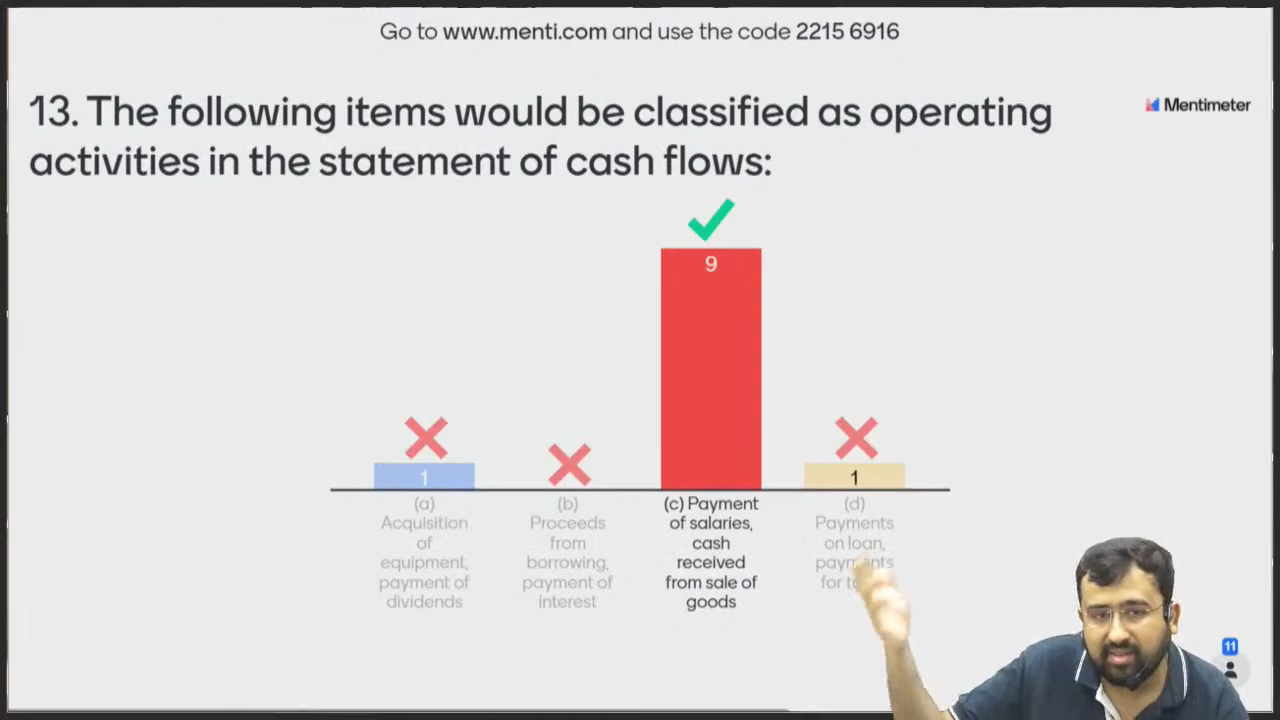 Go to www.menti.com and use the code 2215 6916
13. The following items would be classified as operating
activities in the statement of cash flows:
Mentimeter
9
1
1
(a)
Acquisition
of
equipment,
payment of
dividends
(b)
Proceeds
from
borrowing,
payment of
interest
(c) Payment
of salaries,
cash
received
from sale of
goods
(d)
Payments
on loan,
payments
for
11